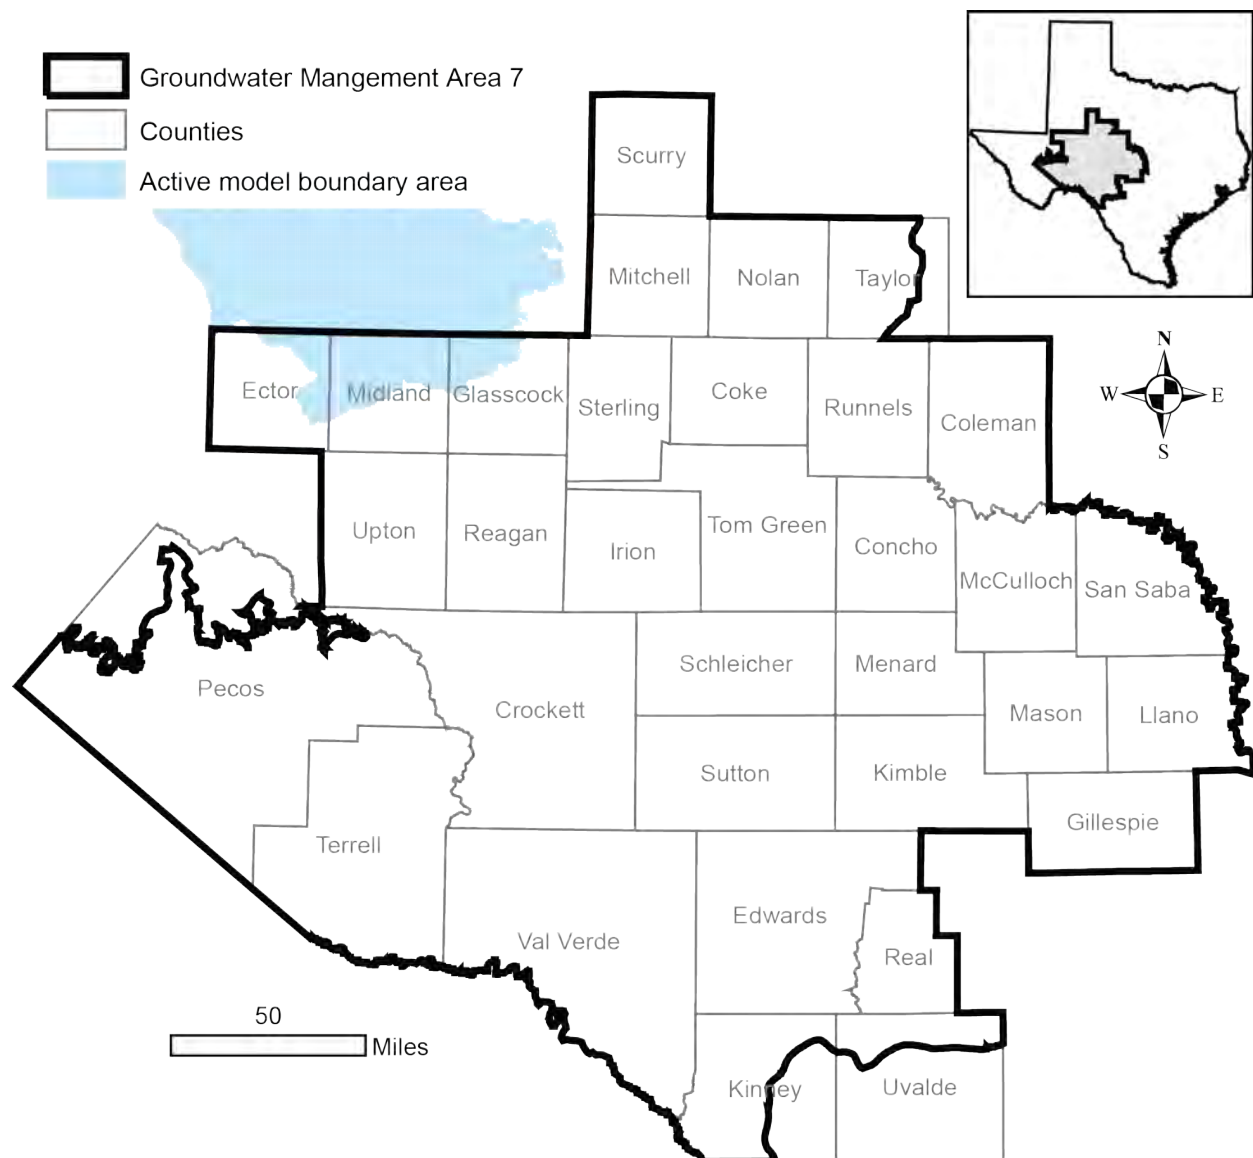 Groundwater Mangement Area 7
Counties
Active model boundary area
Scurry
Mitchell
Nolan
Taylor
N
W
E
S
Ector
Midland
Glasscock
Sterling
Coke
Runnels
Coleman
Upton
Reagan
Irion
Tom Green
Concho
McCulloch
San Saba
Pecos
Crockett
Schleicher
Menard
Mason
Llano
Sutton
Kimble
Gillespie
Terrell
Val Verde
Edwards
Real
Kinney
Uvalde
50
Miles